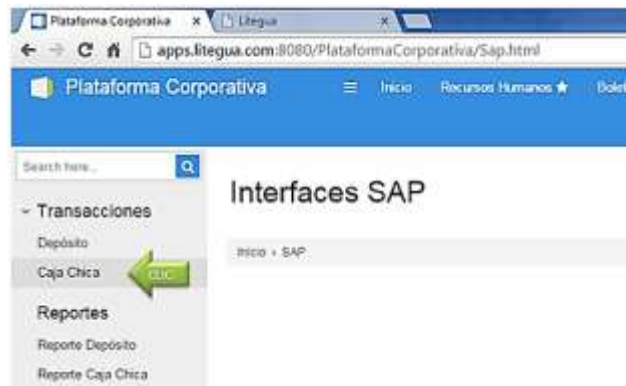 Plataforma Corporativa
Litegua
apps.litegua.com:8080/PlataformaCorporativa/Sap.html
Plataforma Corporativa
Inicio
Recursos Humanos
Search here...
Interfaces SAP
Transacciones
Depósito
Inicio › SAP
Caja Chica
CLIC
Reportes
Reporte Depósito
Reporte Caja Chica